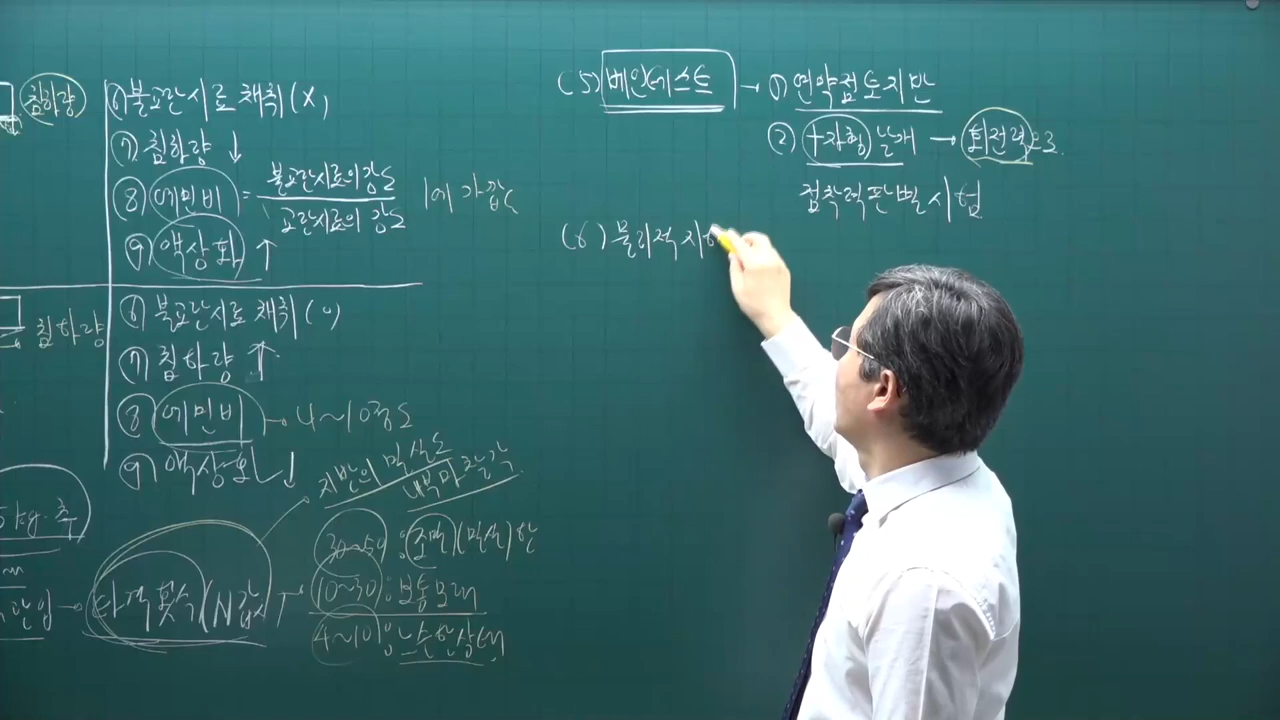 침하량
⑥ 불교란시료 채취(X)
⑦ 침하량 ↓
⑧ 예민비 = 불교란시료의강도 / 교란시료의 강도 1에 가깝
⑨ 액상화 ↑
침하량
⑥ 불교란시료 채취(O)
⑦ 침하량 ↑
⑧ 예민비 → 4~10정도
⑨ 액상화 ↓
지반의 밀실도
내부마찰각
5kg 추
타격횟수(N값)
30~50 : 조밀(밀실)한
10~30 : 보통모래
4~10 : 느슨한상태
(5) 베인테스트 → ① 연약점토지반
② 十자형 날개 → 회전력으로
점착력판별시험
(6) 물리적 지하